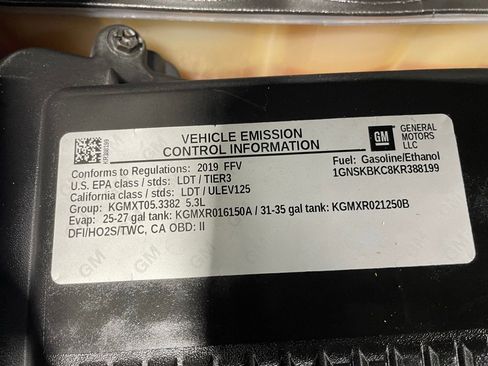 VEHICLE EMISSION
CONTROL INFORMATION
GM
GENERAL
MOTORS
LLC
Conforms to Regulations: 2019 FFV
Fuel: Gasoline/Ethanol
U.S. EPA class / stds: LDT / TIER3
1GNSKBKC8KR388199
California class / stds: LDT / ULEV125
Group: KGMXT05.3382 5.3L
Evap: 25-27 gal tank: KGMXR016150A / 31-35 gal tank: KGMXR021250B
DFI/HO2S/TWC, CA OBD: II